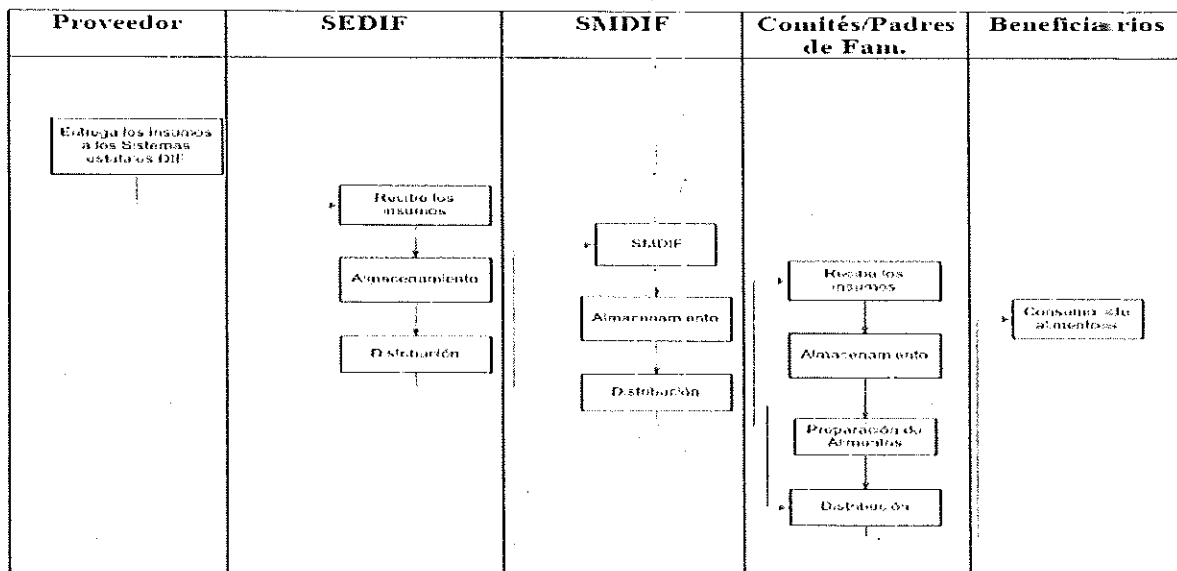 Proveedor
SEDIF
SMDIF
Comités/Padres
de Fam.
Beneficiarios
Entrega los Insumos
a los Sistemas
estatales DIF
Recibe los
insumos
Almacenamiento
Distribución
SMDIF
Almacenamiento
Distribución
Recibe los
insumos
Almacenamiento
Preparación de
Alimentos
Distribución
Consumo de
alimentos